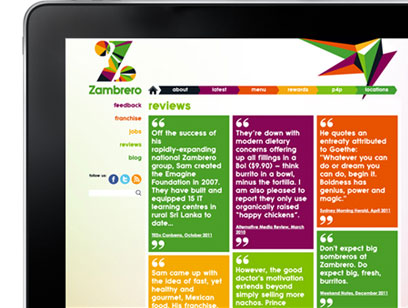 Zambrero
about
latest
menu
rewards
p4p
locations
feedback
franchise
jobs
reviews
blog
follow us
reviews
Off the success of
his
rapidly-expanding
national Zambrero
group, Sam created
the Emagine
Foundation in 2007.
They have built and
equipped 15 IT
learning centres in
rural Sri Lanka to
date...
TEDx Canberra, October 2011
They're down with
modern dietary
concerns offering
up all fillings in a
Bol ($9.90) – think
burrito in a bowl,
minus the tortilla. I
am also pleased to
report they only use
organically raised
"happy chickens".
Alternative Media Review, March
2010
He quotes an
entreaty attributed
to Goethe:
"Whatever you can
do or dream you
can do, begin it.
Boldness has
genius, power and
magic."
Sydney Morning Herald, April 2011
Don't expect big
sombreros at
Zambrero. Do
expect big, fresh,
burritos.
Weekend Notes, December 2011
Sam came up with
the idea of fast, yet
healthy and
gourmet, Mexican
food. His franchise,
However, the good
doctor's motivation
extends beyond
simply selling more
nachos. Prince